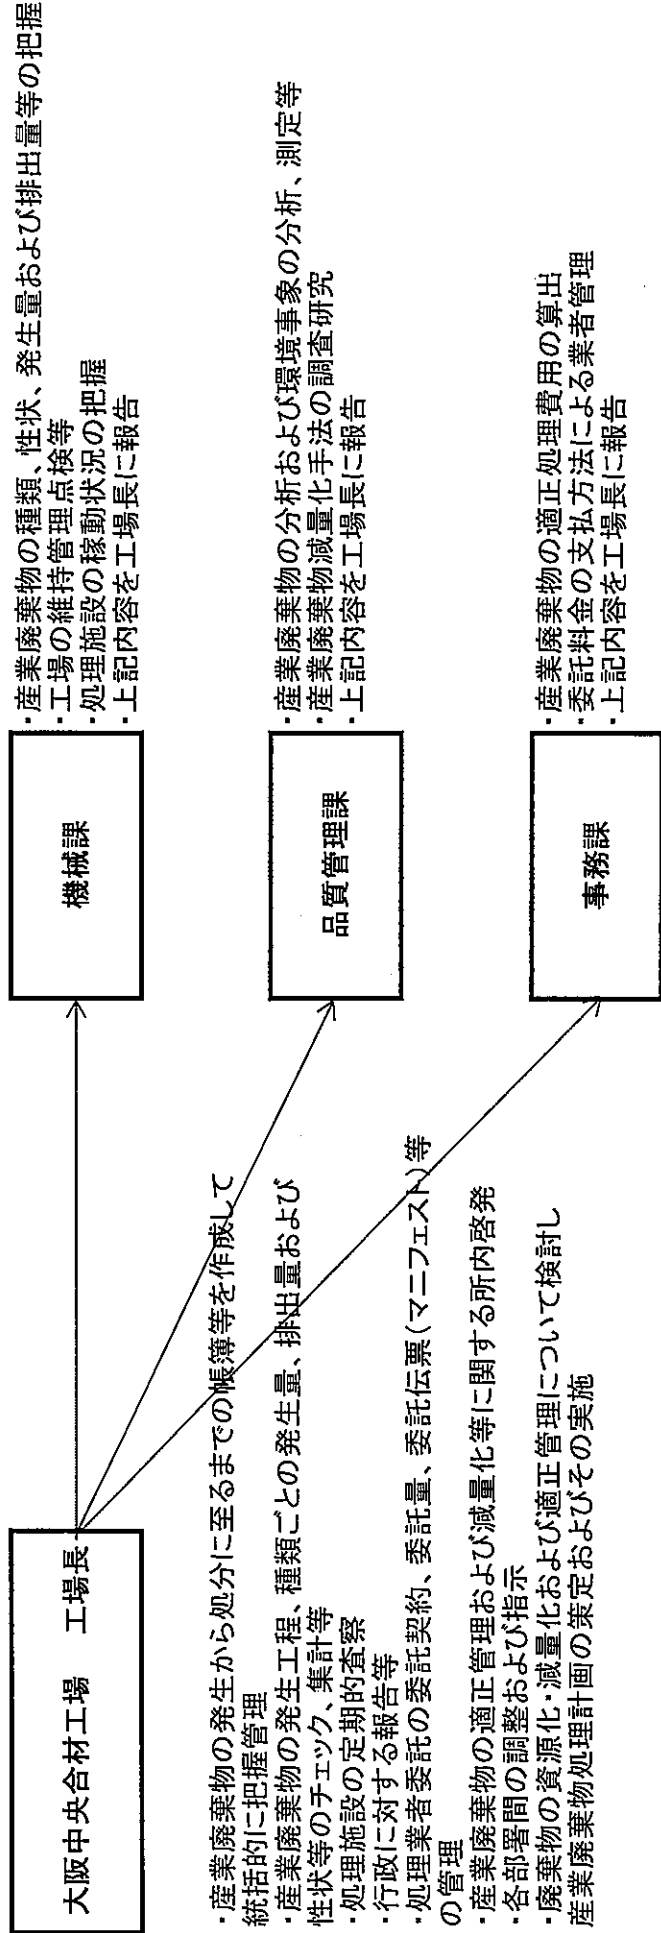 大阪中央合材工場　工場長
・産業廃棄物の発生から処分に至るまでの帳簿等を作成して
統括的に把握管理
・産業廃棄物の発生工程、種類ごとの発生量、排出量および
性状等のチェック、集計等
・処理施設の定期的査察
・行政に対する報告等
・処理業者委託の委託契約、委託量、委託伝票(マニフェスト)等
の管理
・産業廃棄物の適正管理および減量化等に関する所内啓発
・各部署間の調整および指示
・廃棄物の資源化・減量化および適正管理について検討し
産業廃棄物処理計画の策定およびその実施
機械課
・産業廃棄物の種類、性状、発生量および排出量等の把握
・工場の維持管理点検等
・処理施設の稼動状況の把握
・上記内容を工場長に報告
品質管理課
・産業廃棄物の分析および環境事象の分析、測定等
・産業廃棄物減量化手法の調査研究
・上記内容を工場長に報告
事務課
・産業廃棄物の適正処理費用の算出
・委託料金の支払方法による業者管理
・上記内容を工場長に報告